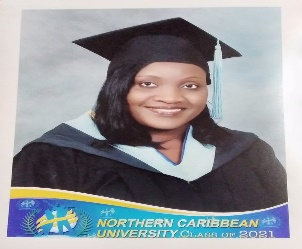 NORTHERN CARIBBEAN
UNIVERSITY CLASS OF 2021